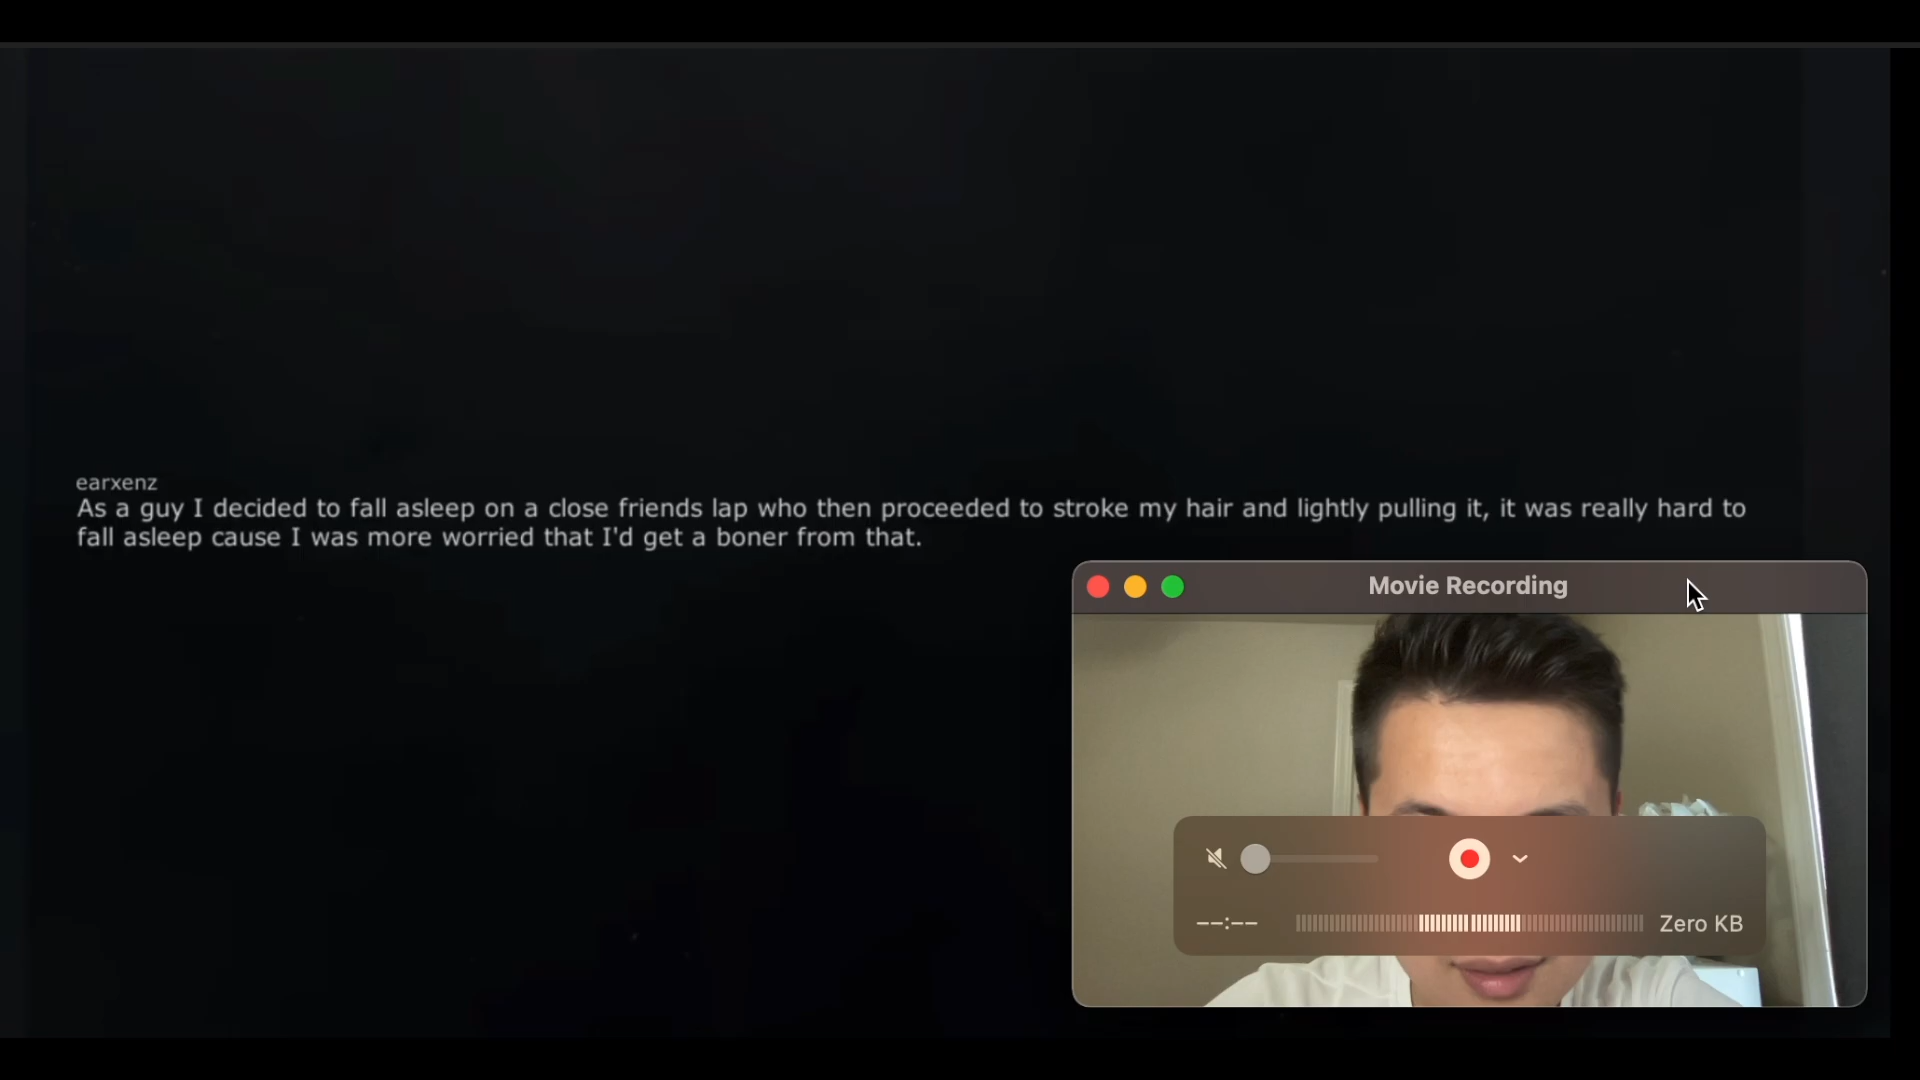 earxenz
As a guy I decided to fall asleep on a close friends lap who then proceeded to stroke my hair and lightly pulling it, it was really hard to
fall asleep cause I was more worried that I'd get a boner from that.
Movie Recording
--:--
Zero KB